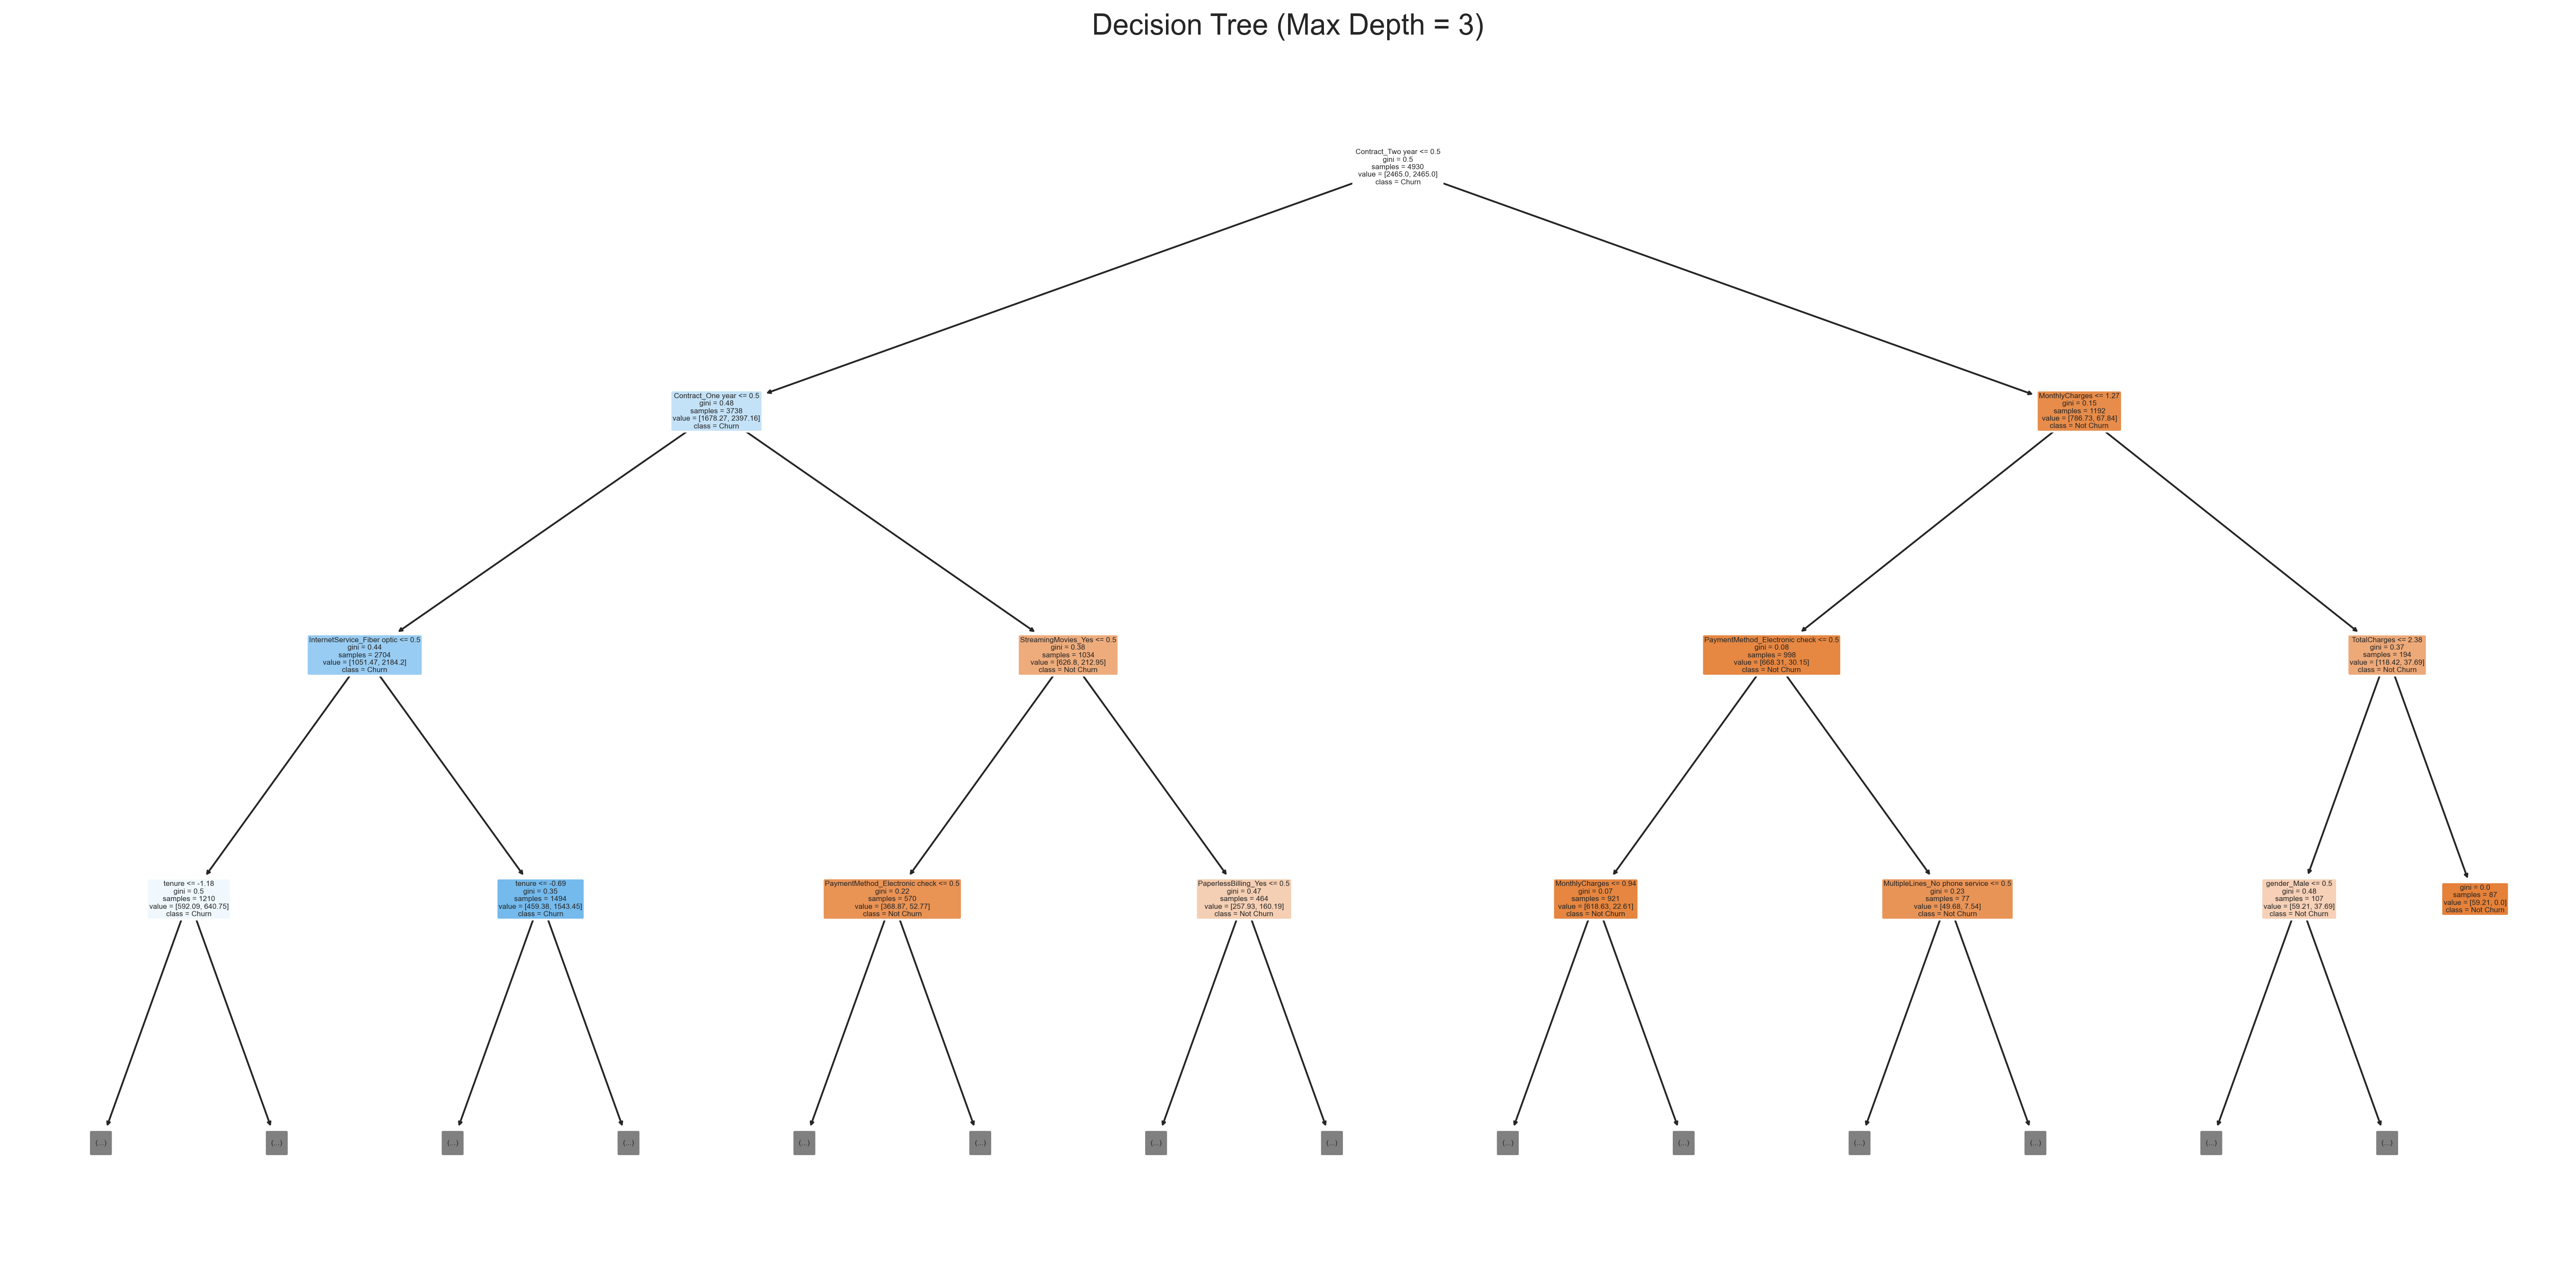 Decision Tree (Max Depth = 3)
Contract_Two year <= 0.5
gini = 0.5
samples = 4930
value = [2465.0, 2465.0]
class = Churn
Contract_One year <= 0.5
gini = 0.48
samples = 3738
value = [1678.27, 2397.16]
class = Churn
MonthlyCharges <= 1.27
gini = 0.15
samples = 1192
value = [786.73, 67.84]
class = Not Churn
InternetService_Fiber optic <= 0.5
gini = 0.44
samples = 2704
value = [1051.47, 2184.2]
class = Churn
StreamingMovies_Yes <= 0.5
gini = 0.38
samples = 1034
value = [626.8, 212.95]
class = Not Churn
PaymentMethod_Electronic check <= 0.5
gini = 0.08
samples = 998
value = [668.31, 30.15]
class = Not Churn
TotalCharges <= 2.38
gini = 0.37
samples = 194
value = [118.42, 37.69]
class = Not Churn
tenure <= -1.18
gini = 0.5
samples = 1210
value = [592.09, 640.75]
class = Churn
tenure <= -0.69
gini = 0.35
samples = 1494
value = [459.38, 1543.45]
class = Churn
PaymentMethod_Electronic check <= 0.5
gini = 0.22
samples = 570
value = [368.87, 52.77]
class = Not Churn
PaperlessBilling_Yes <= 0.5
gini = 0.47
samples = 464
value = [257.93, 160.19]
class = Not Churn
MonthlyCharges <= 0.94
gini = 0.07
samples = 921
value = [618.63, 22.61]
class = Not Churn
MultipleLines_No phone service <= 0.5
gini = 0.23
samples = 77
value = [49.68, 7.54]
class = Not Churn
gender_Male <= 0.5
gini = 0.48
samples = 107
value = [59.21, 37.69]
class = Not Churn
gini = 0.0
samples = 87
value = [59.21, 0.0]
class = Not Churn
(...)
(...)
(...)
(...)
(...)
(...)
(...)
(...)
(...)
(...)
(...)
(...)
(...)
(...)